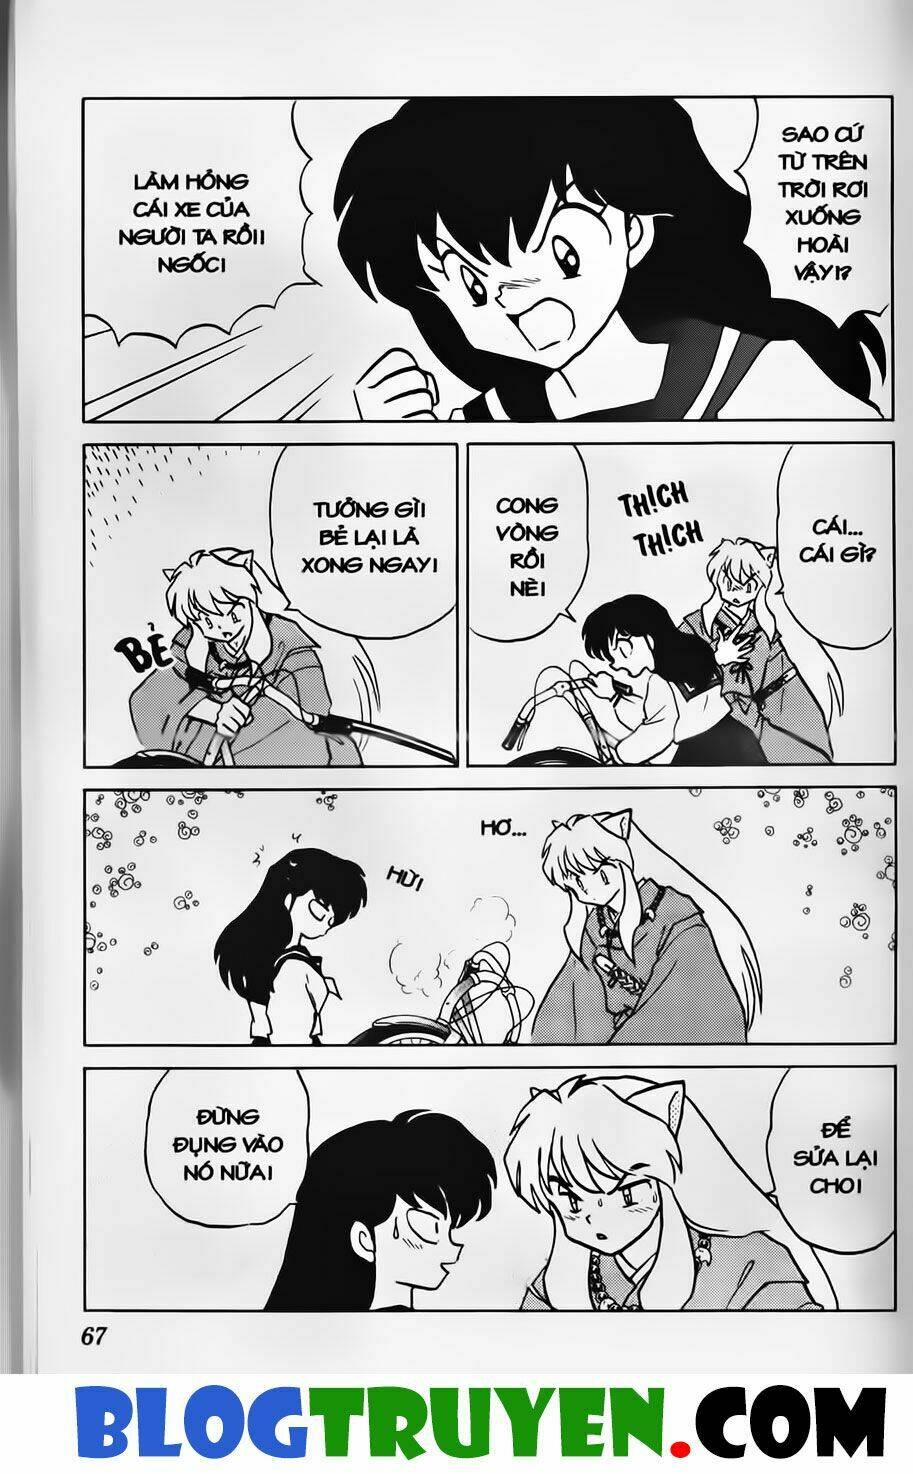 SAO CỨ
TỪ TRÊN
TRỜI RƠI
XUỐNG
HOÀI
VẬY!?
LÀM HỎNG
CÁI XE CỦA
NGƯỜI TA RỒI!
NGỐC!
CÁI...
CÁI GÌ?
THỊCH
THỊCH
CONG
VÒNG
RỒI
NÈ!
TƯỞNG GÌ!
BẺ LẠI LÀ
XONG NGAY!
BẺ
HƠ...
HỪ!
ĐỂ
SỬA LẠI
CHO!
ĐỪNG
ĐỤNG VÀO
NÓ NỮA!
67
BLOGTRUYEN.COM